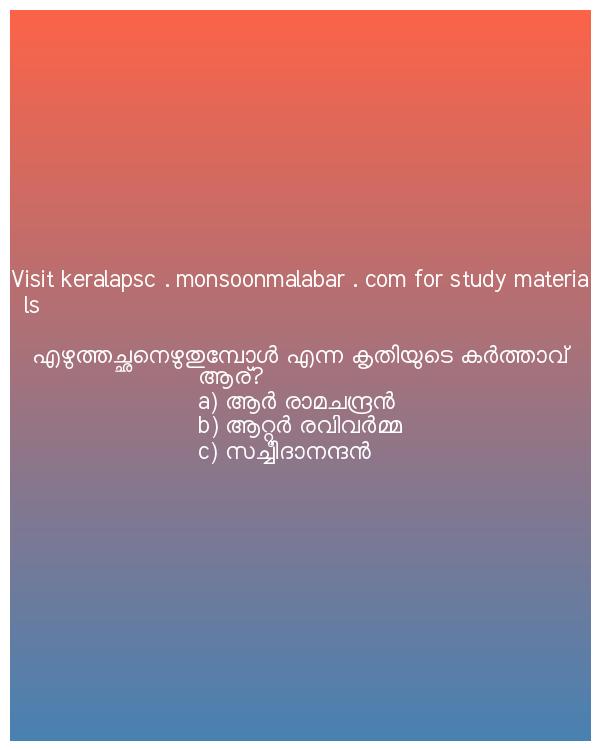 Visit keralapsc . monsoonmalabar . com for study materia
ls
എഴുത്തച്ഛനെഴുതുമ്പോൾ എന്ന കൃതിയുടെ കർത്താവ്
ആര്?
a) ആർ രാമചന്ദ്രൻ
b) ആറ്റൂർ രവിവർമ്മ
c) സച്ചിദാനന്ദൻ